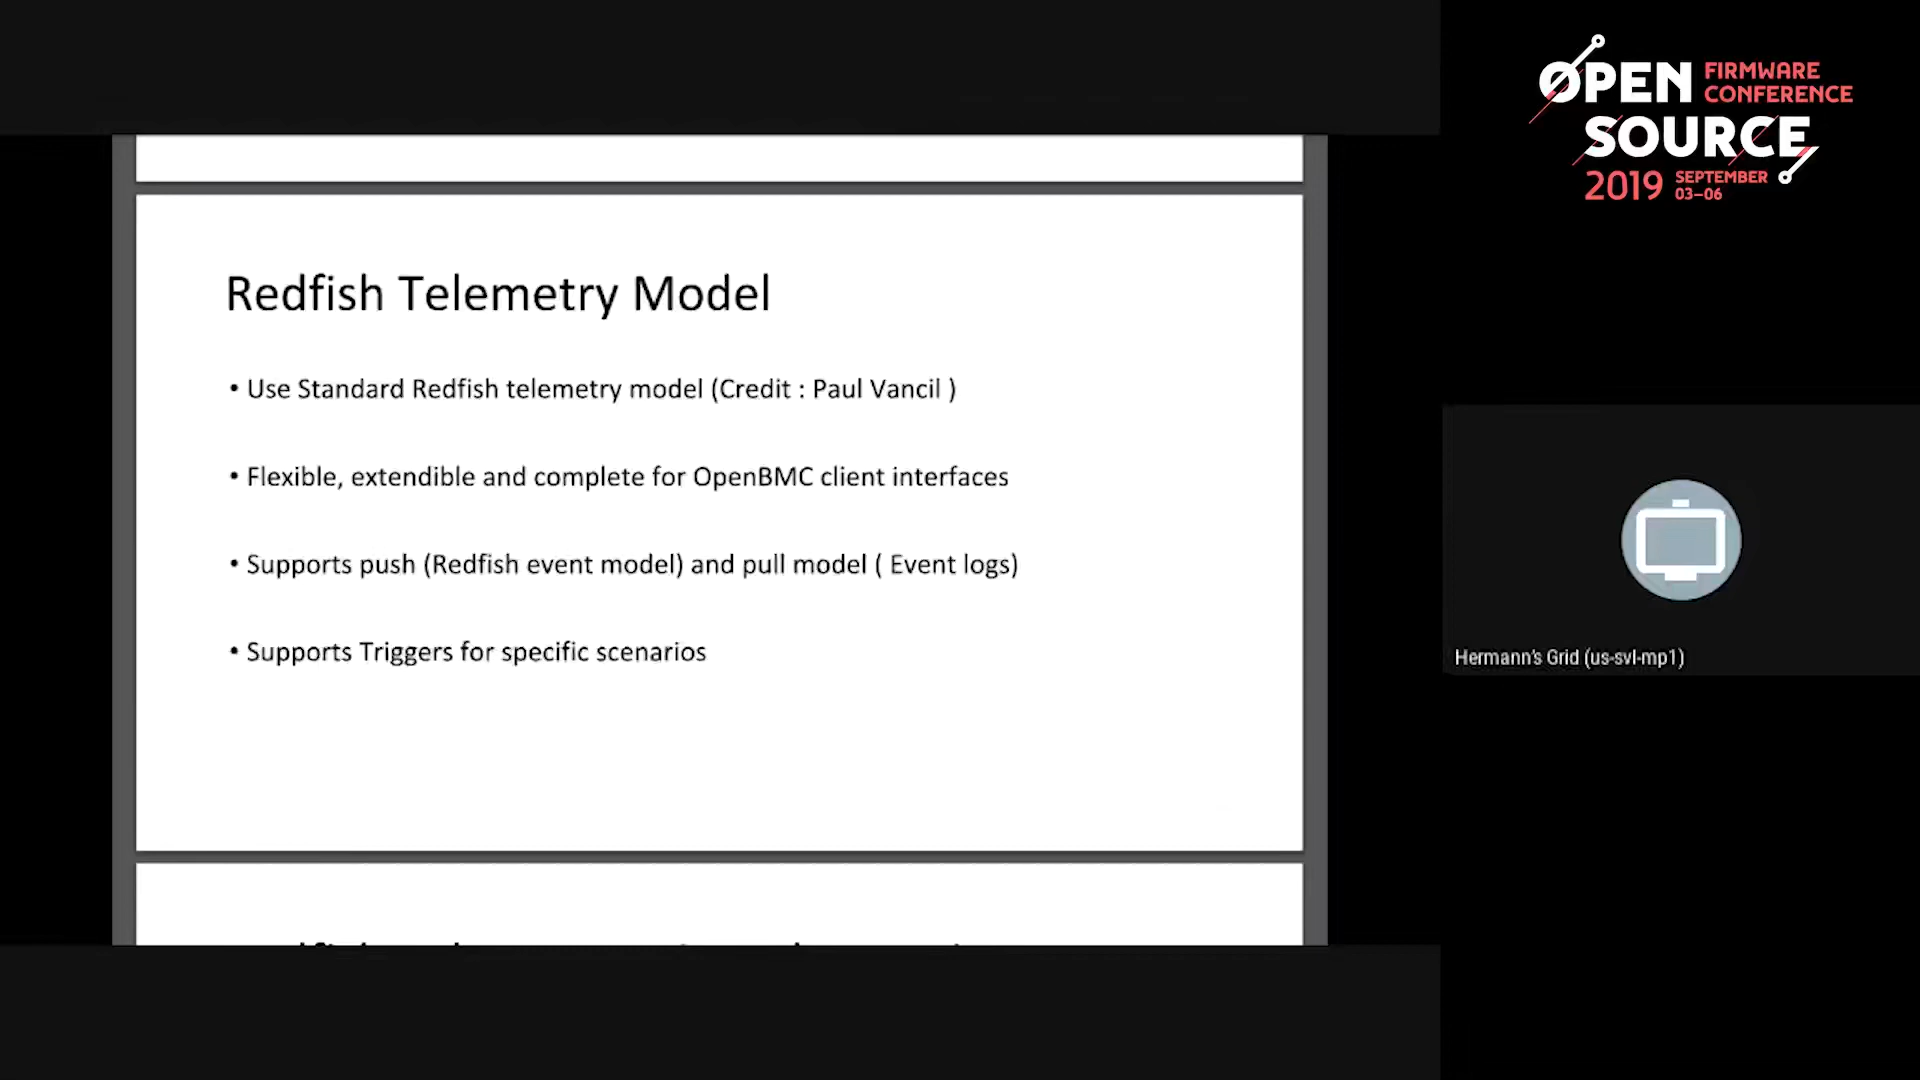 OPEN FIRMWARE
CONFERENCE
SOURCE
2019 SEPTEMBER
03–06
Redfish Telemetry Model
• Use Standard Redfish telemetry model (Credit : Paul Vancil )
• Flexible, extendible and complete for OpenBMC client interfaces
• Supports push (Redfish event model) and pull model ( Event logs)
• Supports Triggers for specific scenarios
Hermann's Grid (us-svl-mp1)